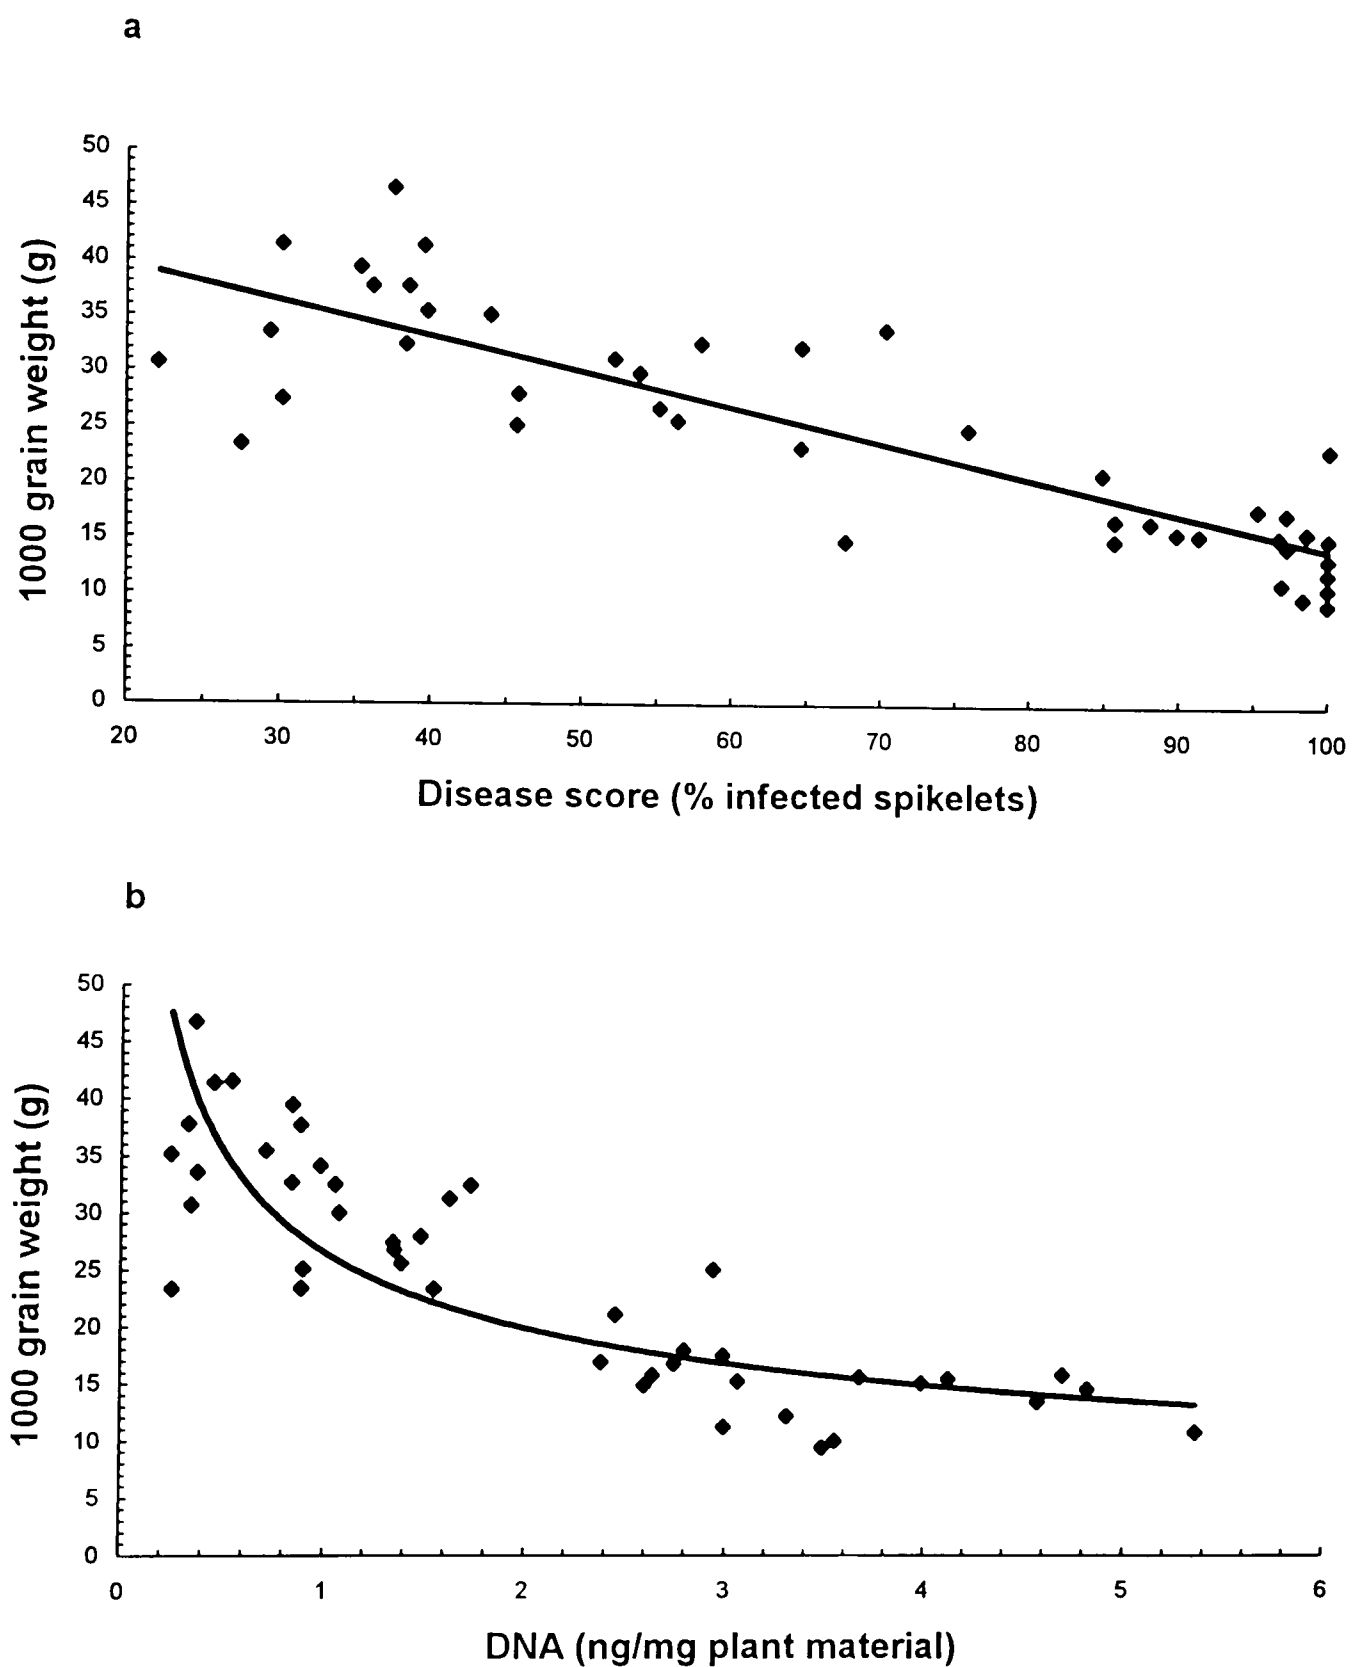 a
50
45
40
35
30
25
20
15
10
5
0
1000 grain weight (g)
20 30 40 50 60 70 80 90 100
Disease score (% infected spikelets)
b
50
45
40
35
30
25
20
15
10
5
0
1000 grain weight (g)
0 1 2 3 4 5 6
DNA (ng/mg plant material)